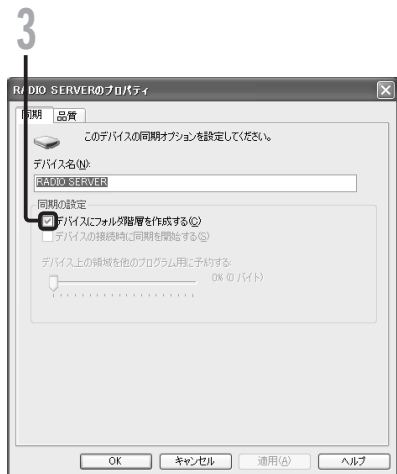 3
RADIO SERVERのプロパティ
同期 品質
このデバイスの同期オプションを設定してください。
デバイス名(N):
RADIO SERVER
同期の設定
デバイスにフォルダ階層を作成する(C)
デバイスの接続時に同期を開始する(S)
デバイス上の領域を他のプログラム用に予約する:
0% (0 バイト)
OK キャンセル 適用(A) ヘルプ